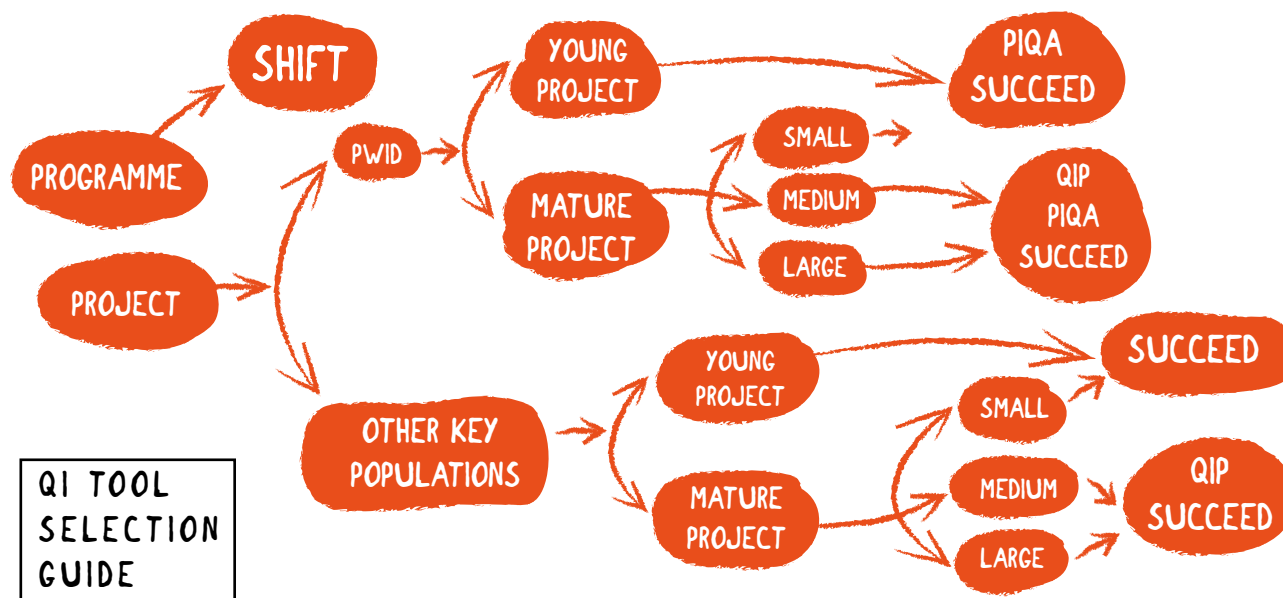 SHIFT
PROGRAMME
PROJECT
PWID
YOUNG
PROJECT
MATURE
PROJECT
SMALL
MEDIUM
LARGE
PIQA
SUCCEED
QIP
PIQA
SUCCEED
OTHER KEY
POPULATIONS
YOUNG
PROJECT
MATURE
PROJECT
SMALL
MEDIUM
LARGE
SUCCEED
QIP
SUCCEED
QI TOOL
SELECTION
GUIDE